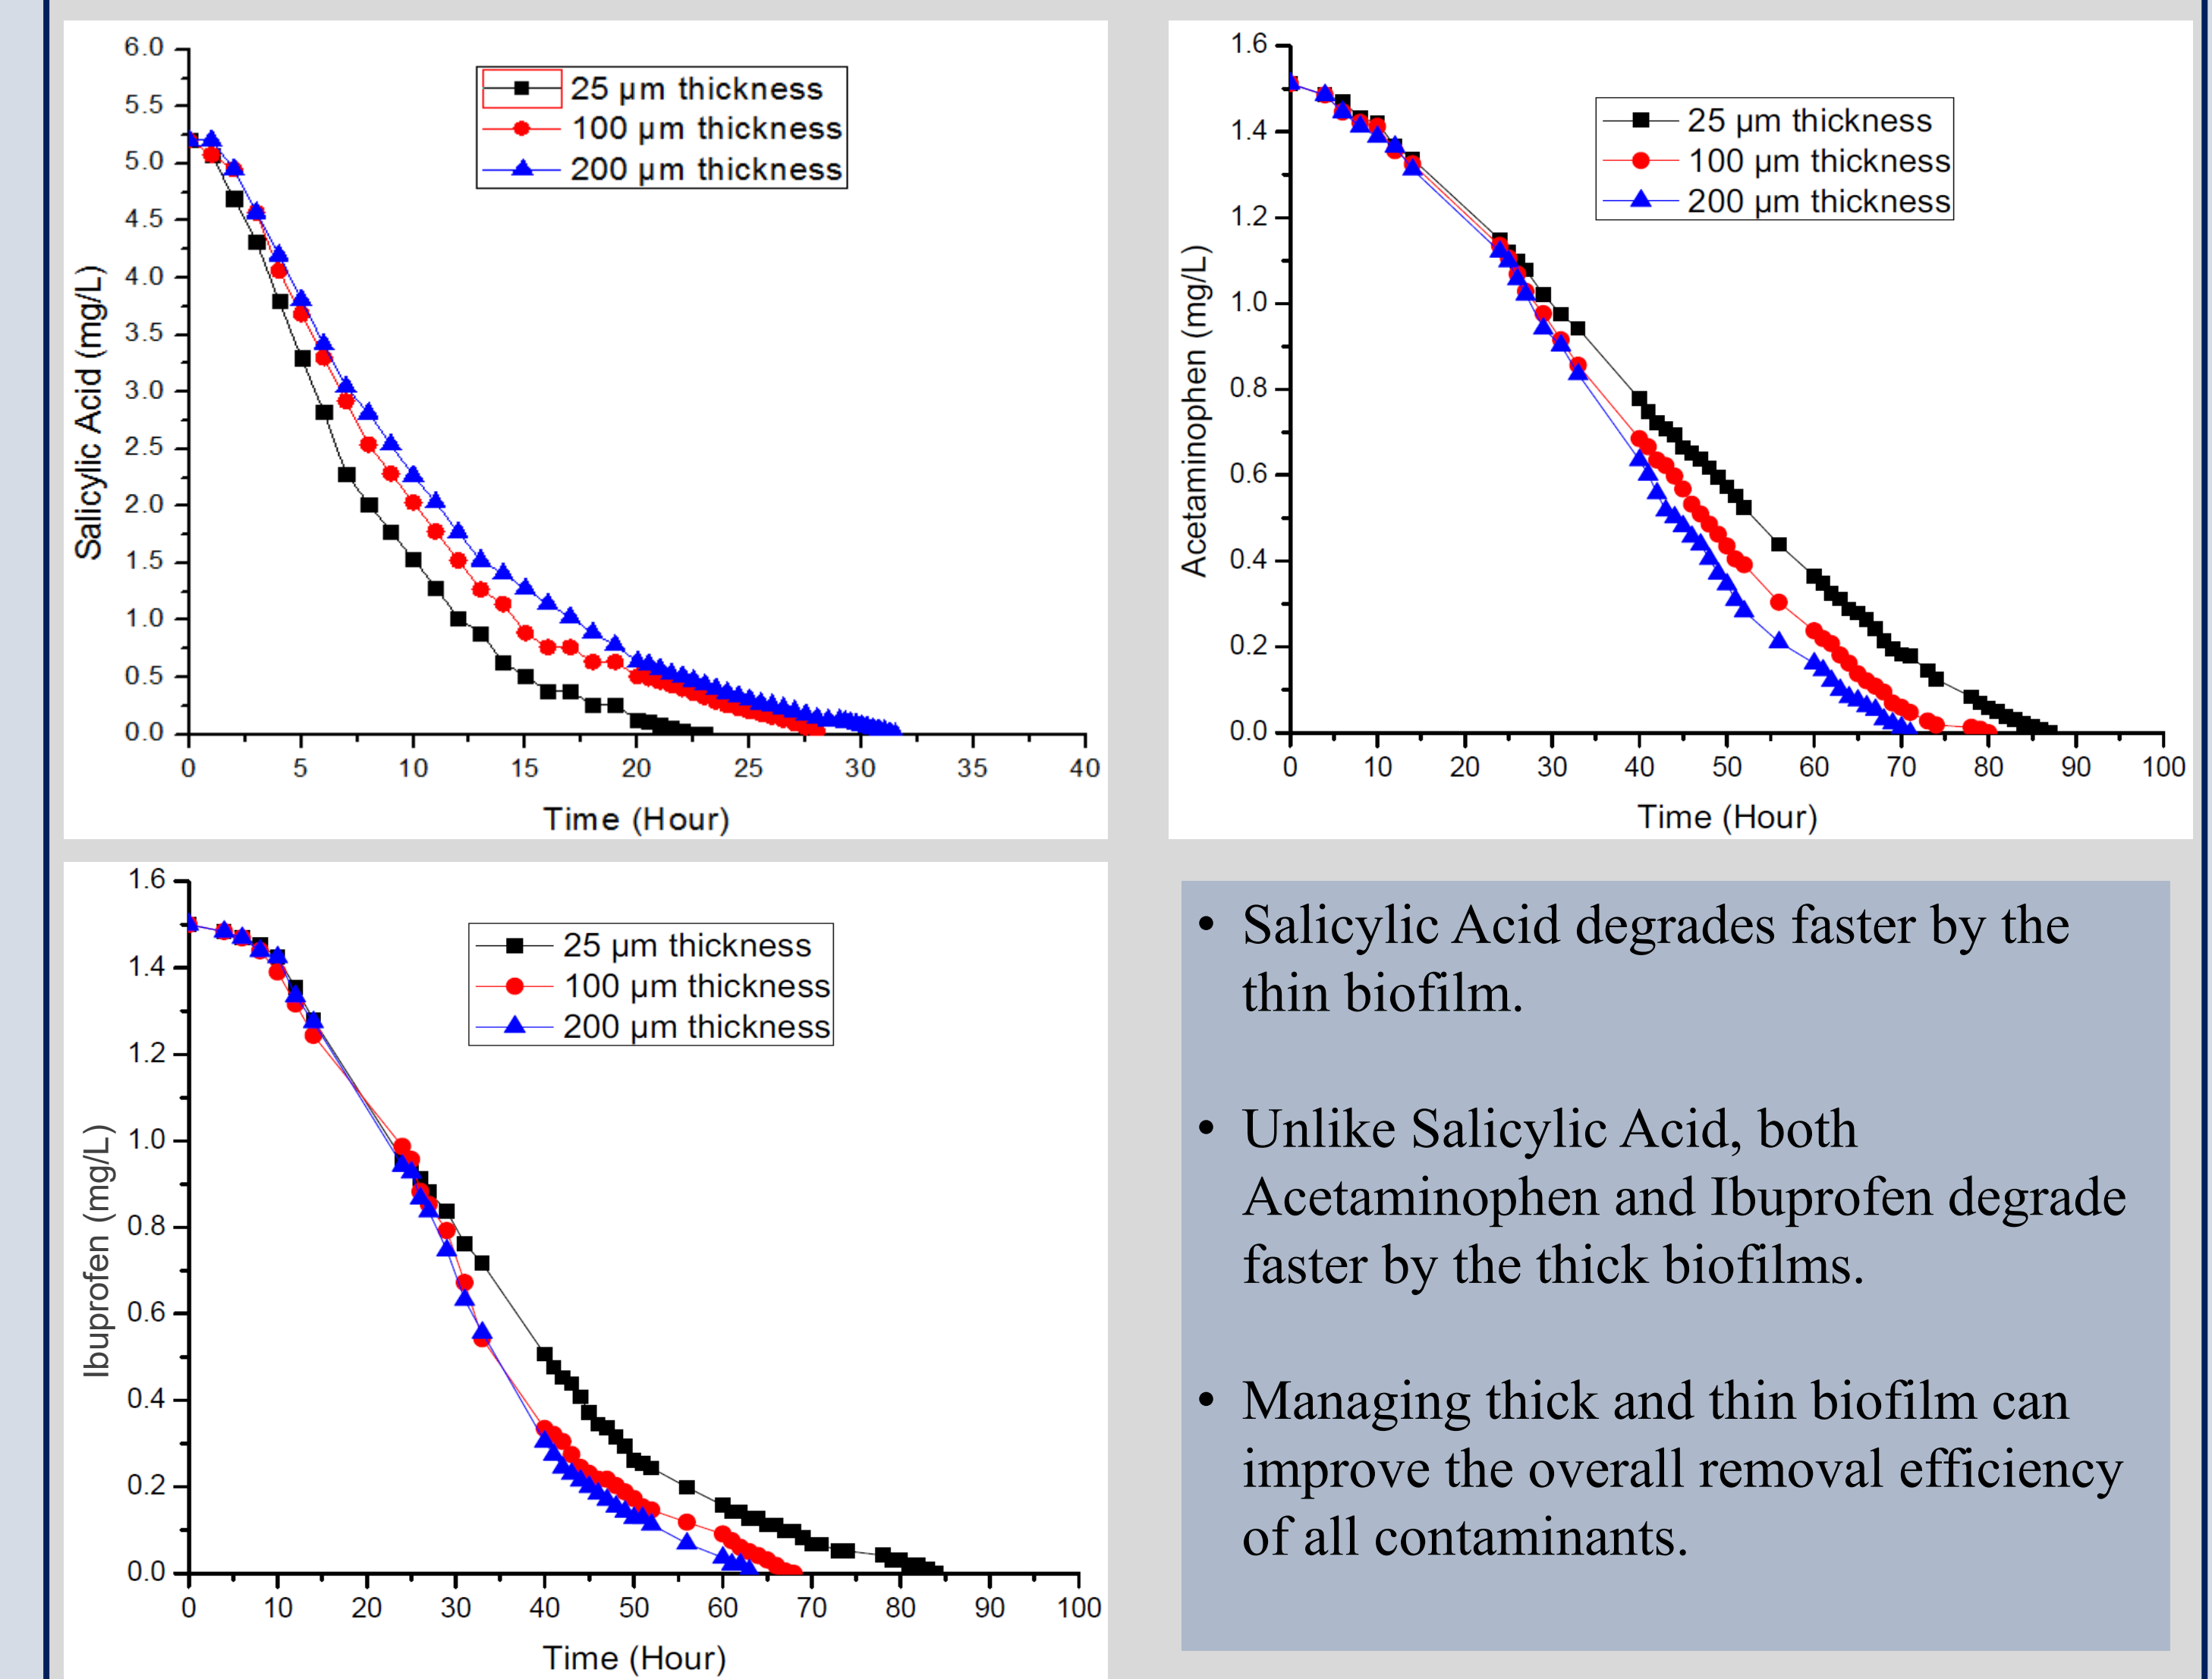 6.0
5.5
5.0
4.5
4.0
3.5
3.0
2.5
2.0
1.5
1.0
0.5
0.0
Salicylic Acid (mg/L)
25 μm thickness
100 μm thickness
200 μm thickness
0 5 10 15 20 25 30 35 40
Time (Hour)
1.6
1.4
1.2
1.0
0.8
0.6
0.4
0.2
0.0
Acetaminophen (mg/L)
25 μm thickness
100 μm thickness
200 μm thickness
0 10 20 30 40 50 60 70 80 90 100
Time (Hour)
1.6
1.4
1.2
1.0
0.8
0.6
0.4
0.2
0.0
Ibuprofen (mg/L)
25 μm thickness
100 μm thickness
200 μm thickness
0 10 20 30 40 50 60 70 80 90 100
Time (Hour)
• Salicylic Acid degrades faster by the
thin biofilm.
• Unlike Salicylic Acid, both
Acetaminophen and Ibuprofen degrade
faster by the thick biofilms.
• Managing thick and thin biofilm can
improve the overall removal efficiency
of all contaminants.